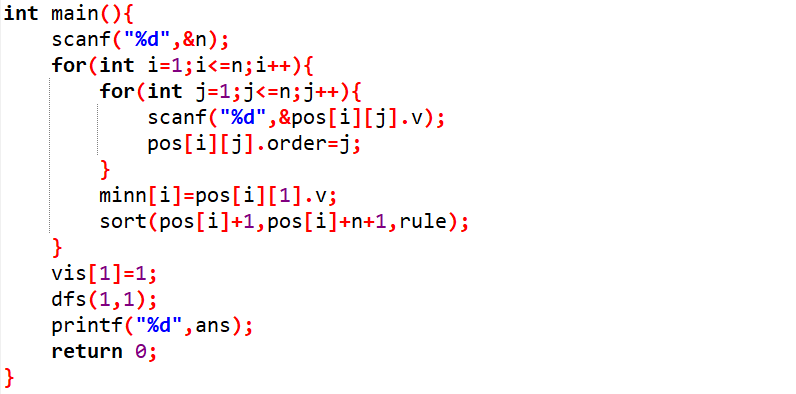 int main(){
    scanf("%d",&n);
    for(int i=1;i<=n;i++){
        for(int j=1;j<=n;j++){
            scanf("%d",&pos[i][j].v);
            pos[i][j].order=j;
        }
        minn[i]=pos[i][1].v;
        sort(pos[i]+1,pos[i]+n+1,rule);
    }
    vis[1]=1;
    dfs(1,1);
    printf("%d",ans);
    return 0;
}